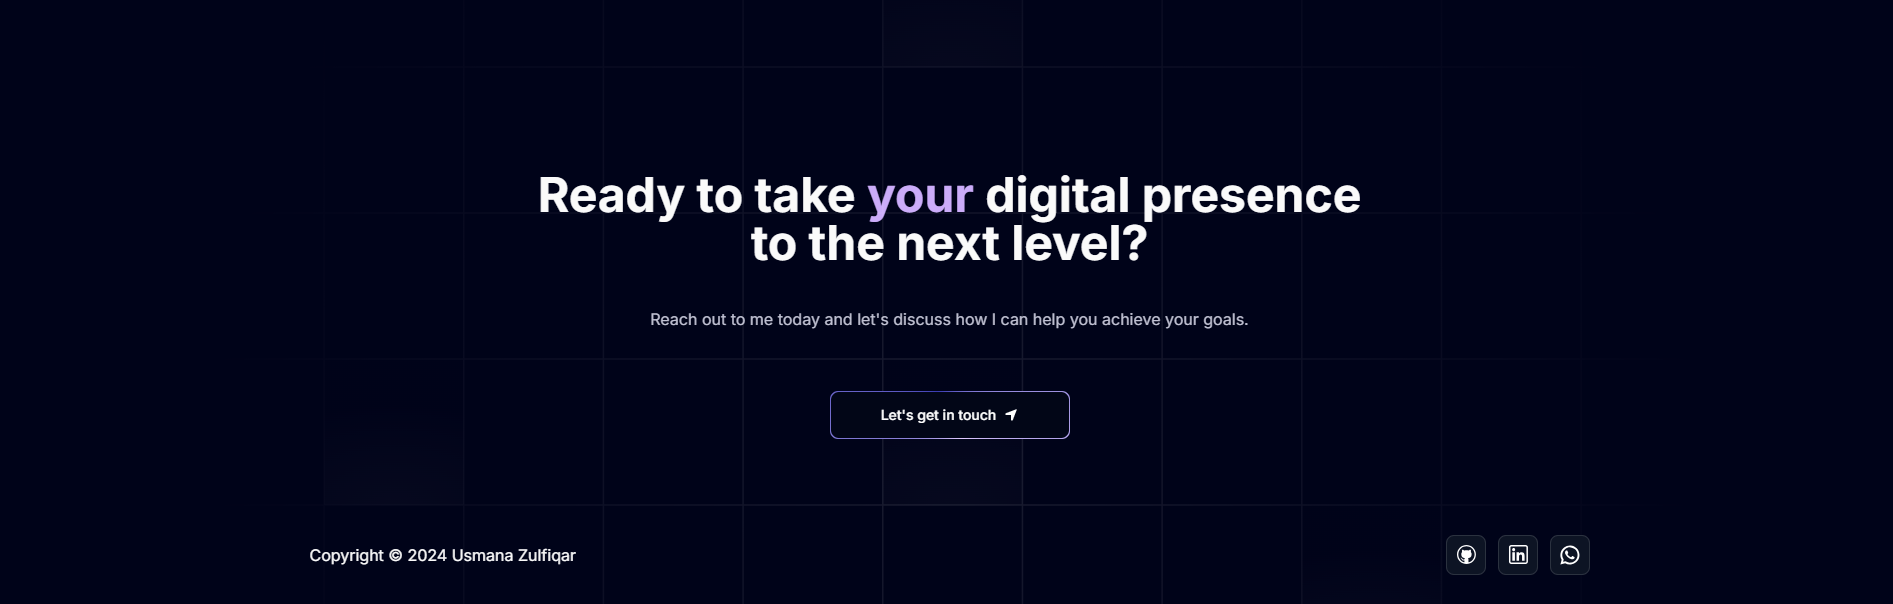 Ready to take your digital presence
to the next level?
Reach out to me today and let's discuss how I can help you achieve your goals.
Let's get in touch
Copyright © 2024 Usmana Zulfiqar
in